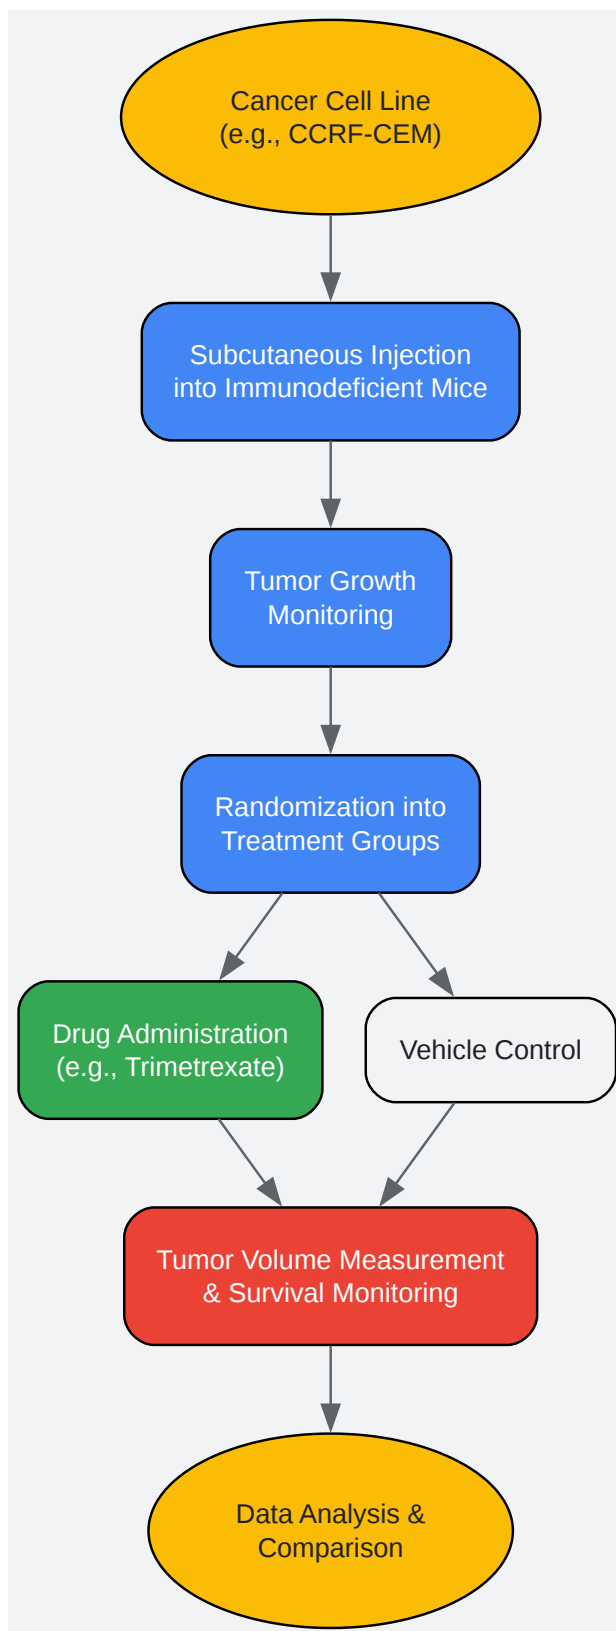 Cancer Cell Line
(e.g., CCRF-CEM)
Subcutaneous Injection
into Immunodeficient Mice
Tumor Growth
Monitoring
Randomization into
Treatment Groups
Drug Administration
(e.g., Trimetrexate)
Vehicle Control
Tumor Volume Measurement
& Survival Monitoring
Data Analysis &
Comparison